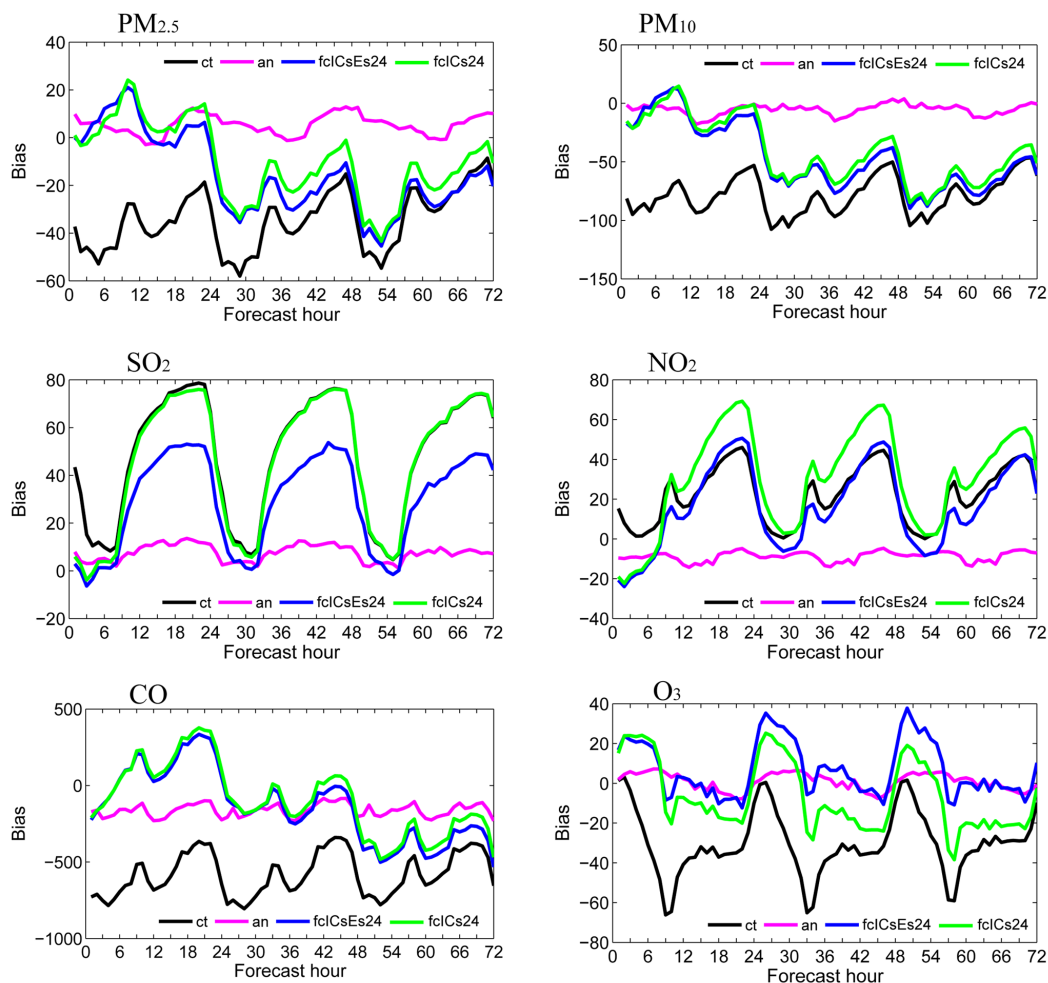 PM2.5
40
20
0
−20
−40
−60
Bias
ct an fcICsEs24 fcICs24
0 6 12 18 24 30 36 42 48 54 60 66 72
Forecast hour
PM10
50
0
−50
−100
−150
Bias
ct an fcICsEs24 fcICs24
0 6 12 18 24 30 36 42 48 54 60 66 72
Forecast hour
SO2
80
60
40
20
0
−20
Bias
ct an fcICsEs24 fcICs24
0 6 12 18 24 30 36 42 48 54 60 66 72
Forecast hour
NO2
80
60
40
20
0
−20
−40
Bias
ct an fcICsEs24 fcICs24
0 6 12 18 24 30 36 42 48 54 60 66 72
Forecast hour
CO
500
0
−500
−1000
Bias
ct an fcICsEs24 fcICs24
0 6 12 18 24 30 36 42 48 54 60 66 72
Forecast hour
O3
40
20
0
−20
−40
−60
−80
Bias
ct an fcICsEs24 fcICs24
0 6 12 18 24 30 36 42 48 54 60 66 72
Forecast hour